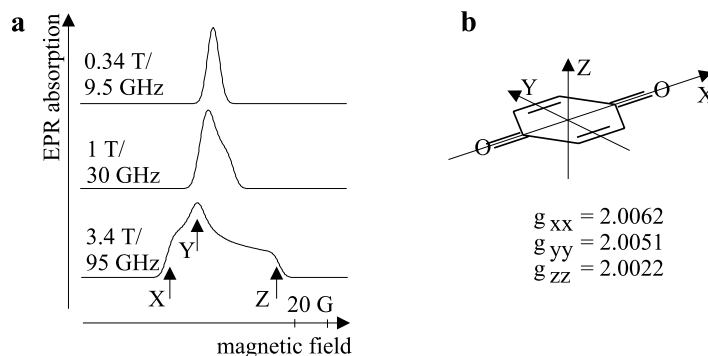 a
EPR absorption
0.34 T/
9.5 GHz
1 T/
30 GHz
3.4 T/
95 GHz
X
Y
Z
20 G
magnetic field
b
Z
Y
X
O
O
g xx = 2.0062
g yy = 2.0051
g zz = 2.0022